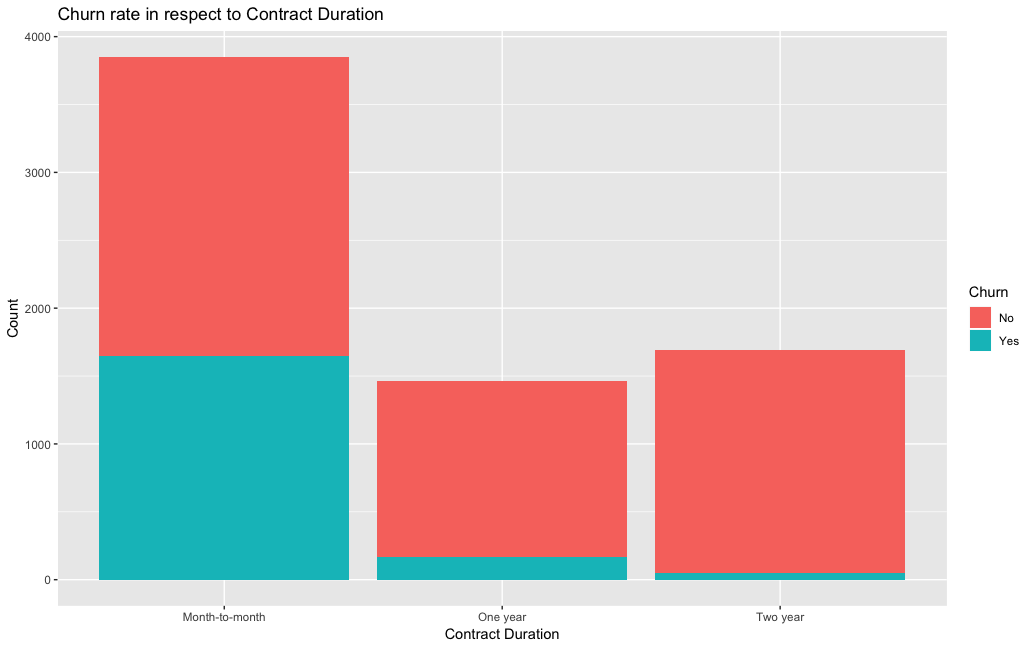 Churn rate in respect to Contract Duration
4000
3000
2000
1000
0
Count
Month-to-month
One year
Two year
Contract Duration
Churn
No
Yes